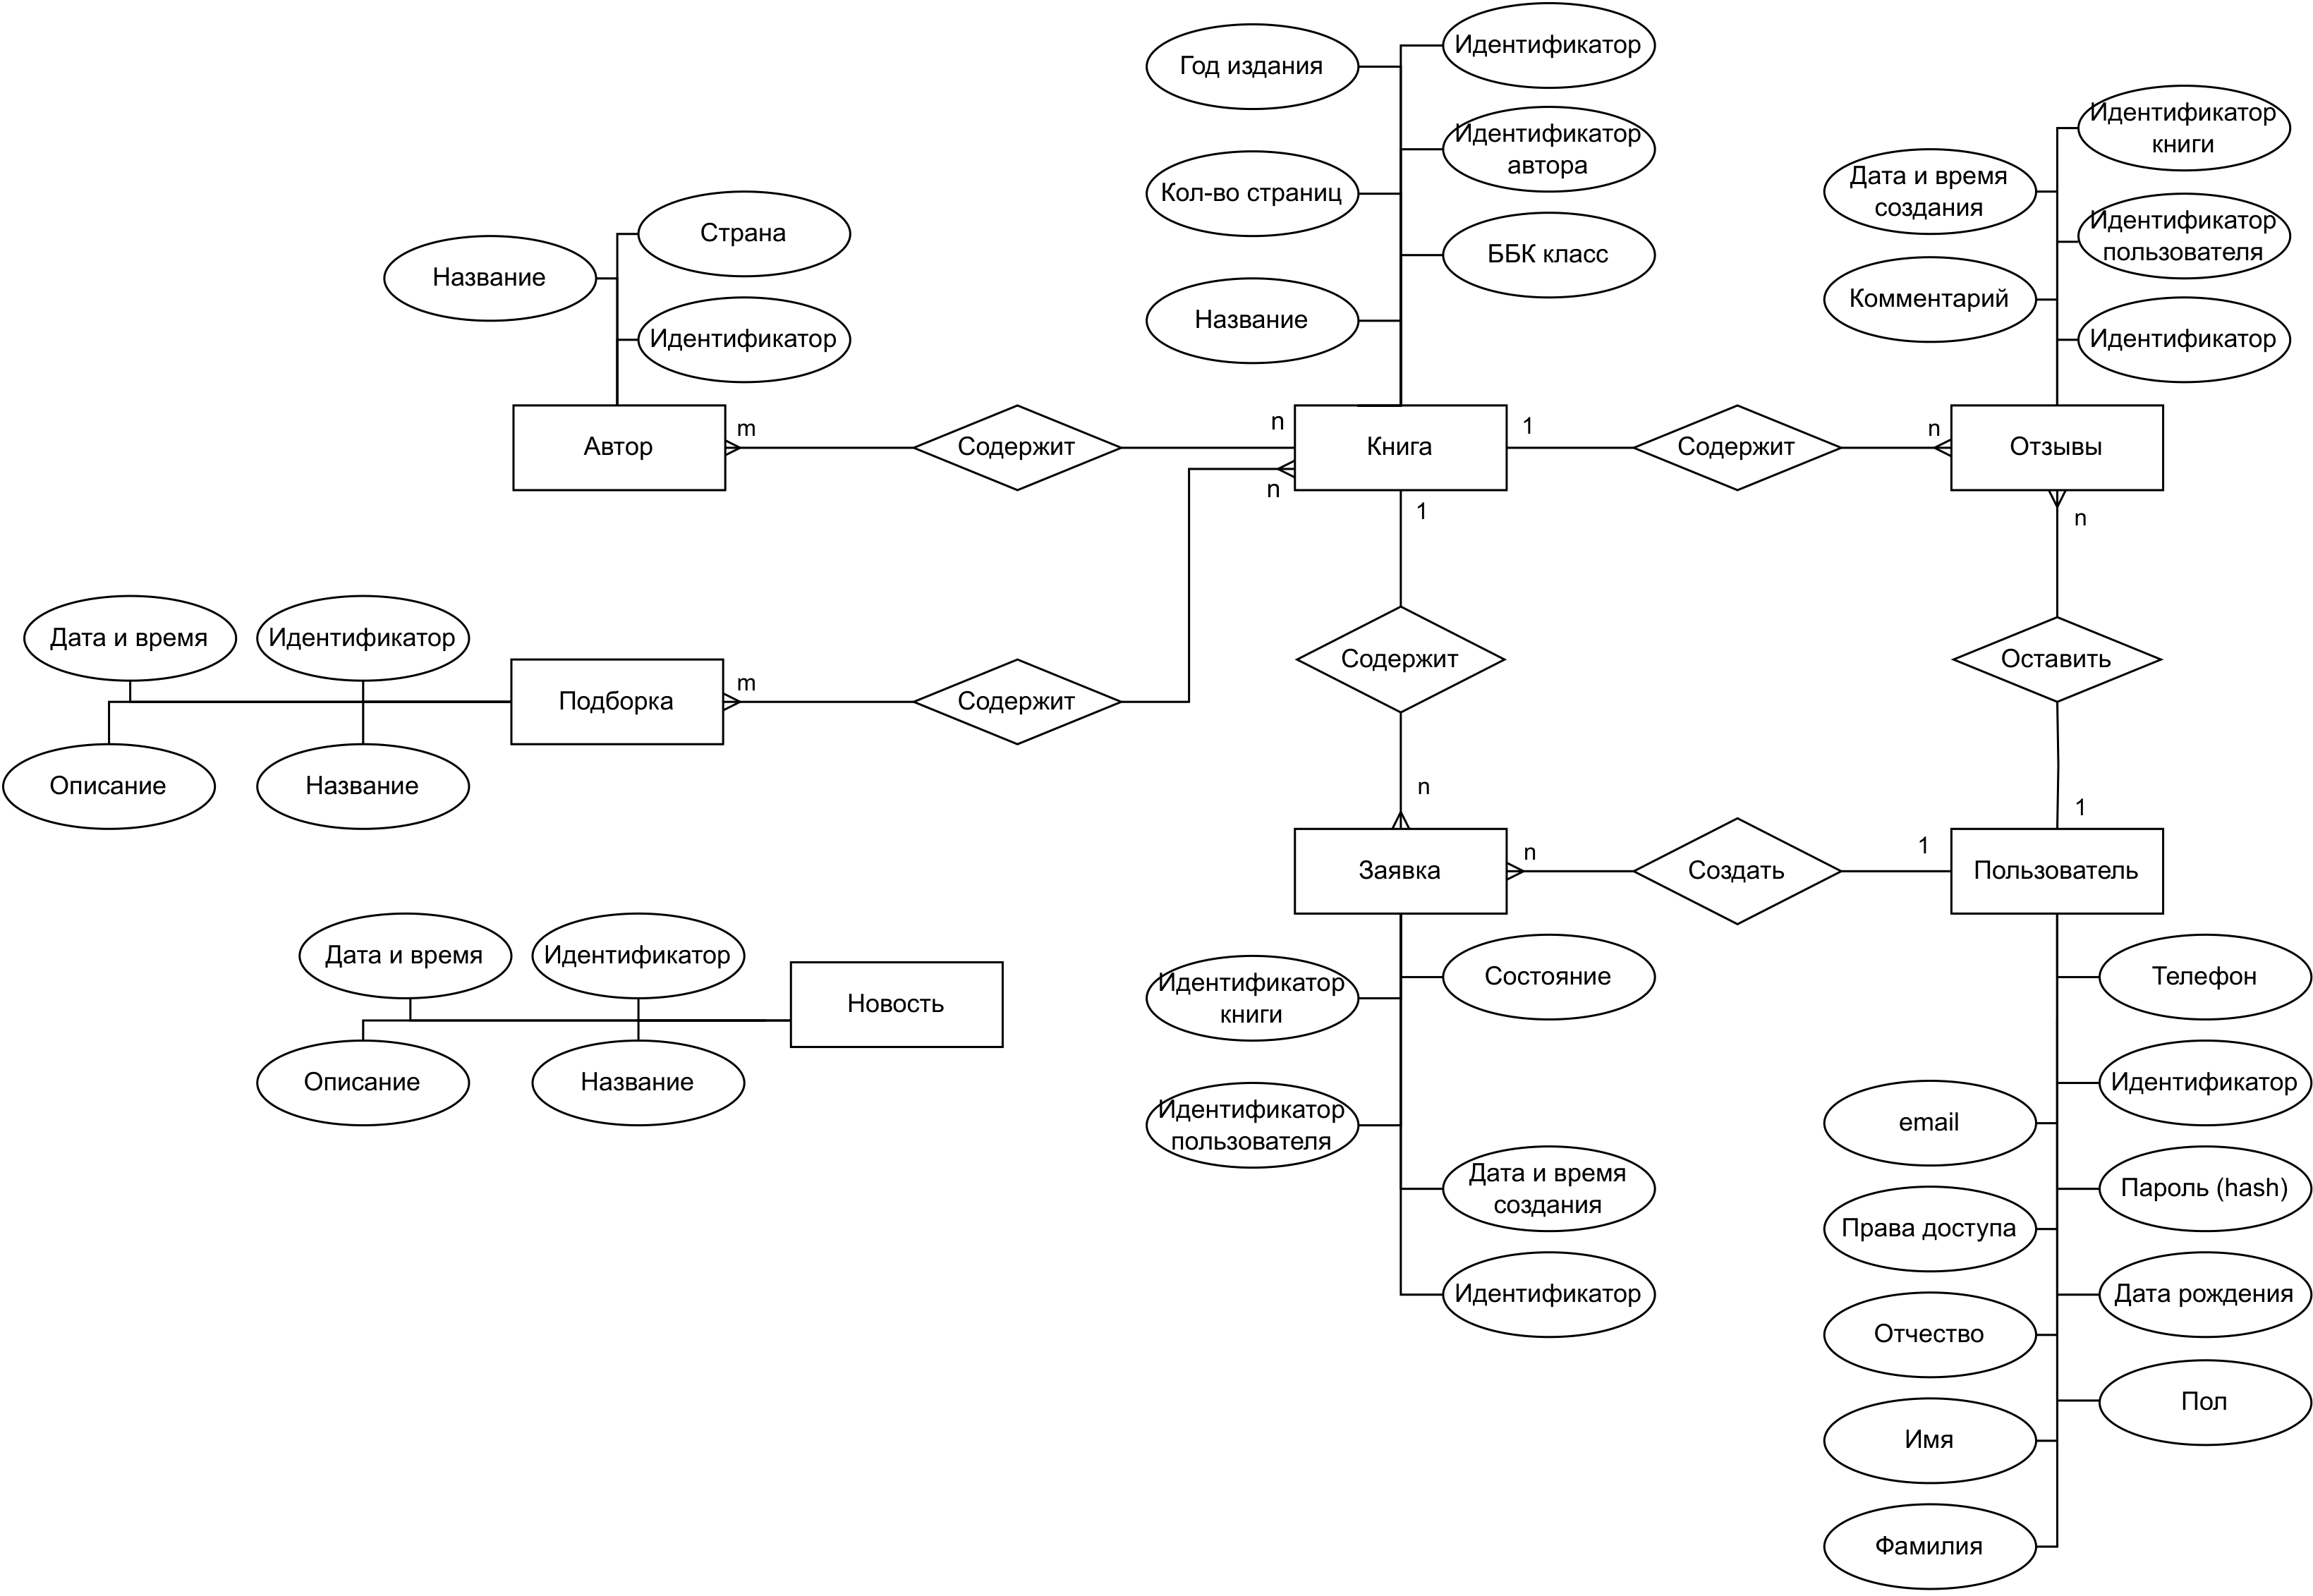 Идентификатор
Год издания
Идентификатор
книги
Идентификатор
автора
Дата и время
создания
Кол-во страниц
Идентификатор
пользователя
Страна
ББК класс
Название
Комментарий
Название
Идентификатор
Идентификатор
m
n
1
n
Автор
Содержит
Книга
Содержит
Отзывы
n
1
n
Дата и время
Идентификатор
Содержит
Оставить
m
Подборка
Содержит
Описание
Название
n
1
n
1
Заявка
Создать
Пользователь
Дата и время
Идентификатор
Новость
Идентификатор
книги
Состояние
Телефон
Описание
Название
Идентификатор
Идентификатор
пользователя
email
Дата и время
создания
Пароль (hash)
Права доступа
Идентификатор
Дата рождения
Отчество
Пол
Имя
Фамилия